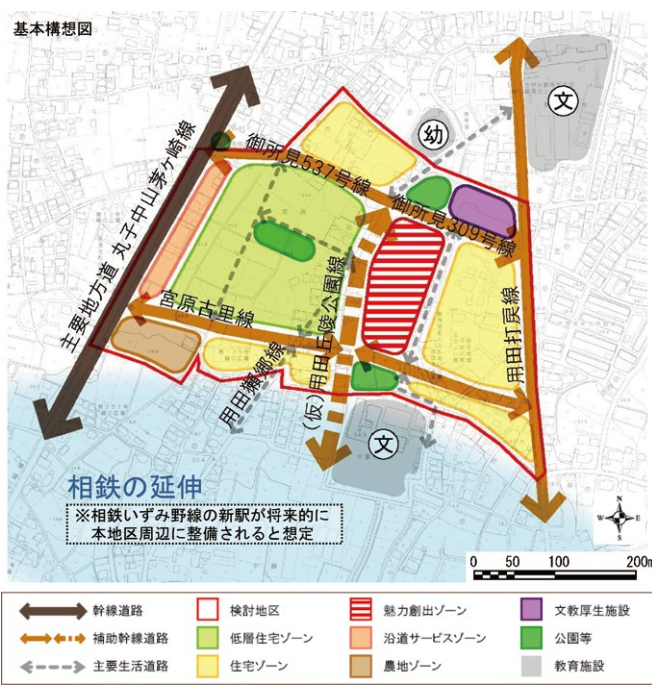 基本構想図
文
幼
御所見537号線
御所見309号線
主要地方道 丸子中山茅ケ崎線
宮原古里線
用田獺郷線
(仮)用田丘陵公園線
用田打戻線
文
相鉄の延伸
※相鉄いずみ野線の新駅が将来的に
本地区周辺に整備されると想定
N
W E
S
0 50 100 200m
幹線道路 検討地区 魅力創出ゾーン 文教厚生施設
補助幹線道路 低層住宅ゾーン 沿道サービスゾーン 公園等
主要生活道路 住宅ゾーン 農地ゾーン 教育施設